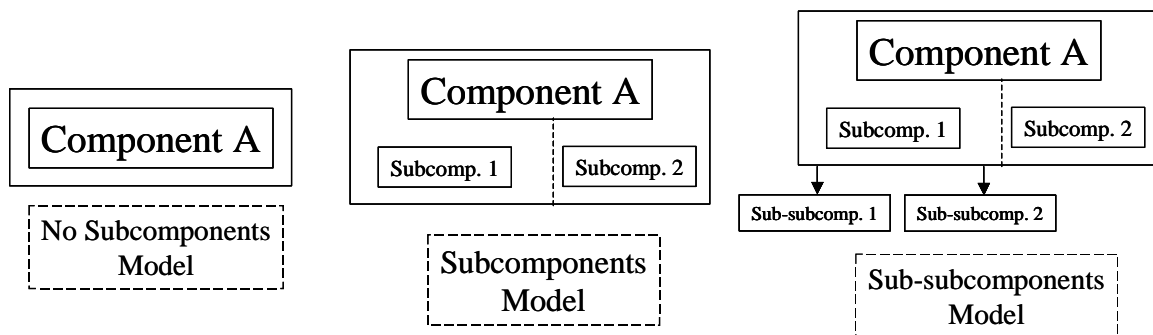 Component A
No Subcomponents
Model
Component A
Subcomp. 1
Subcomp. 2
Subcomponents
Model
Component A
Subcomp. 1
Subcomp. 2
Sub-subcomp. 1
Sub-subcomp. 2
Sub-subcomponents
Model